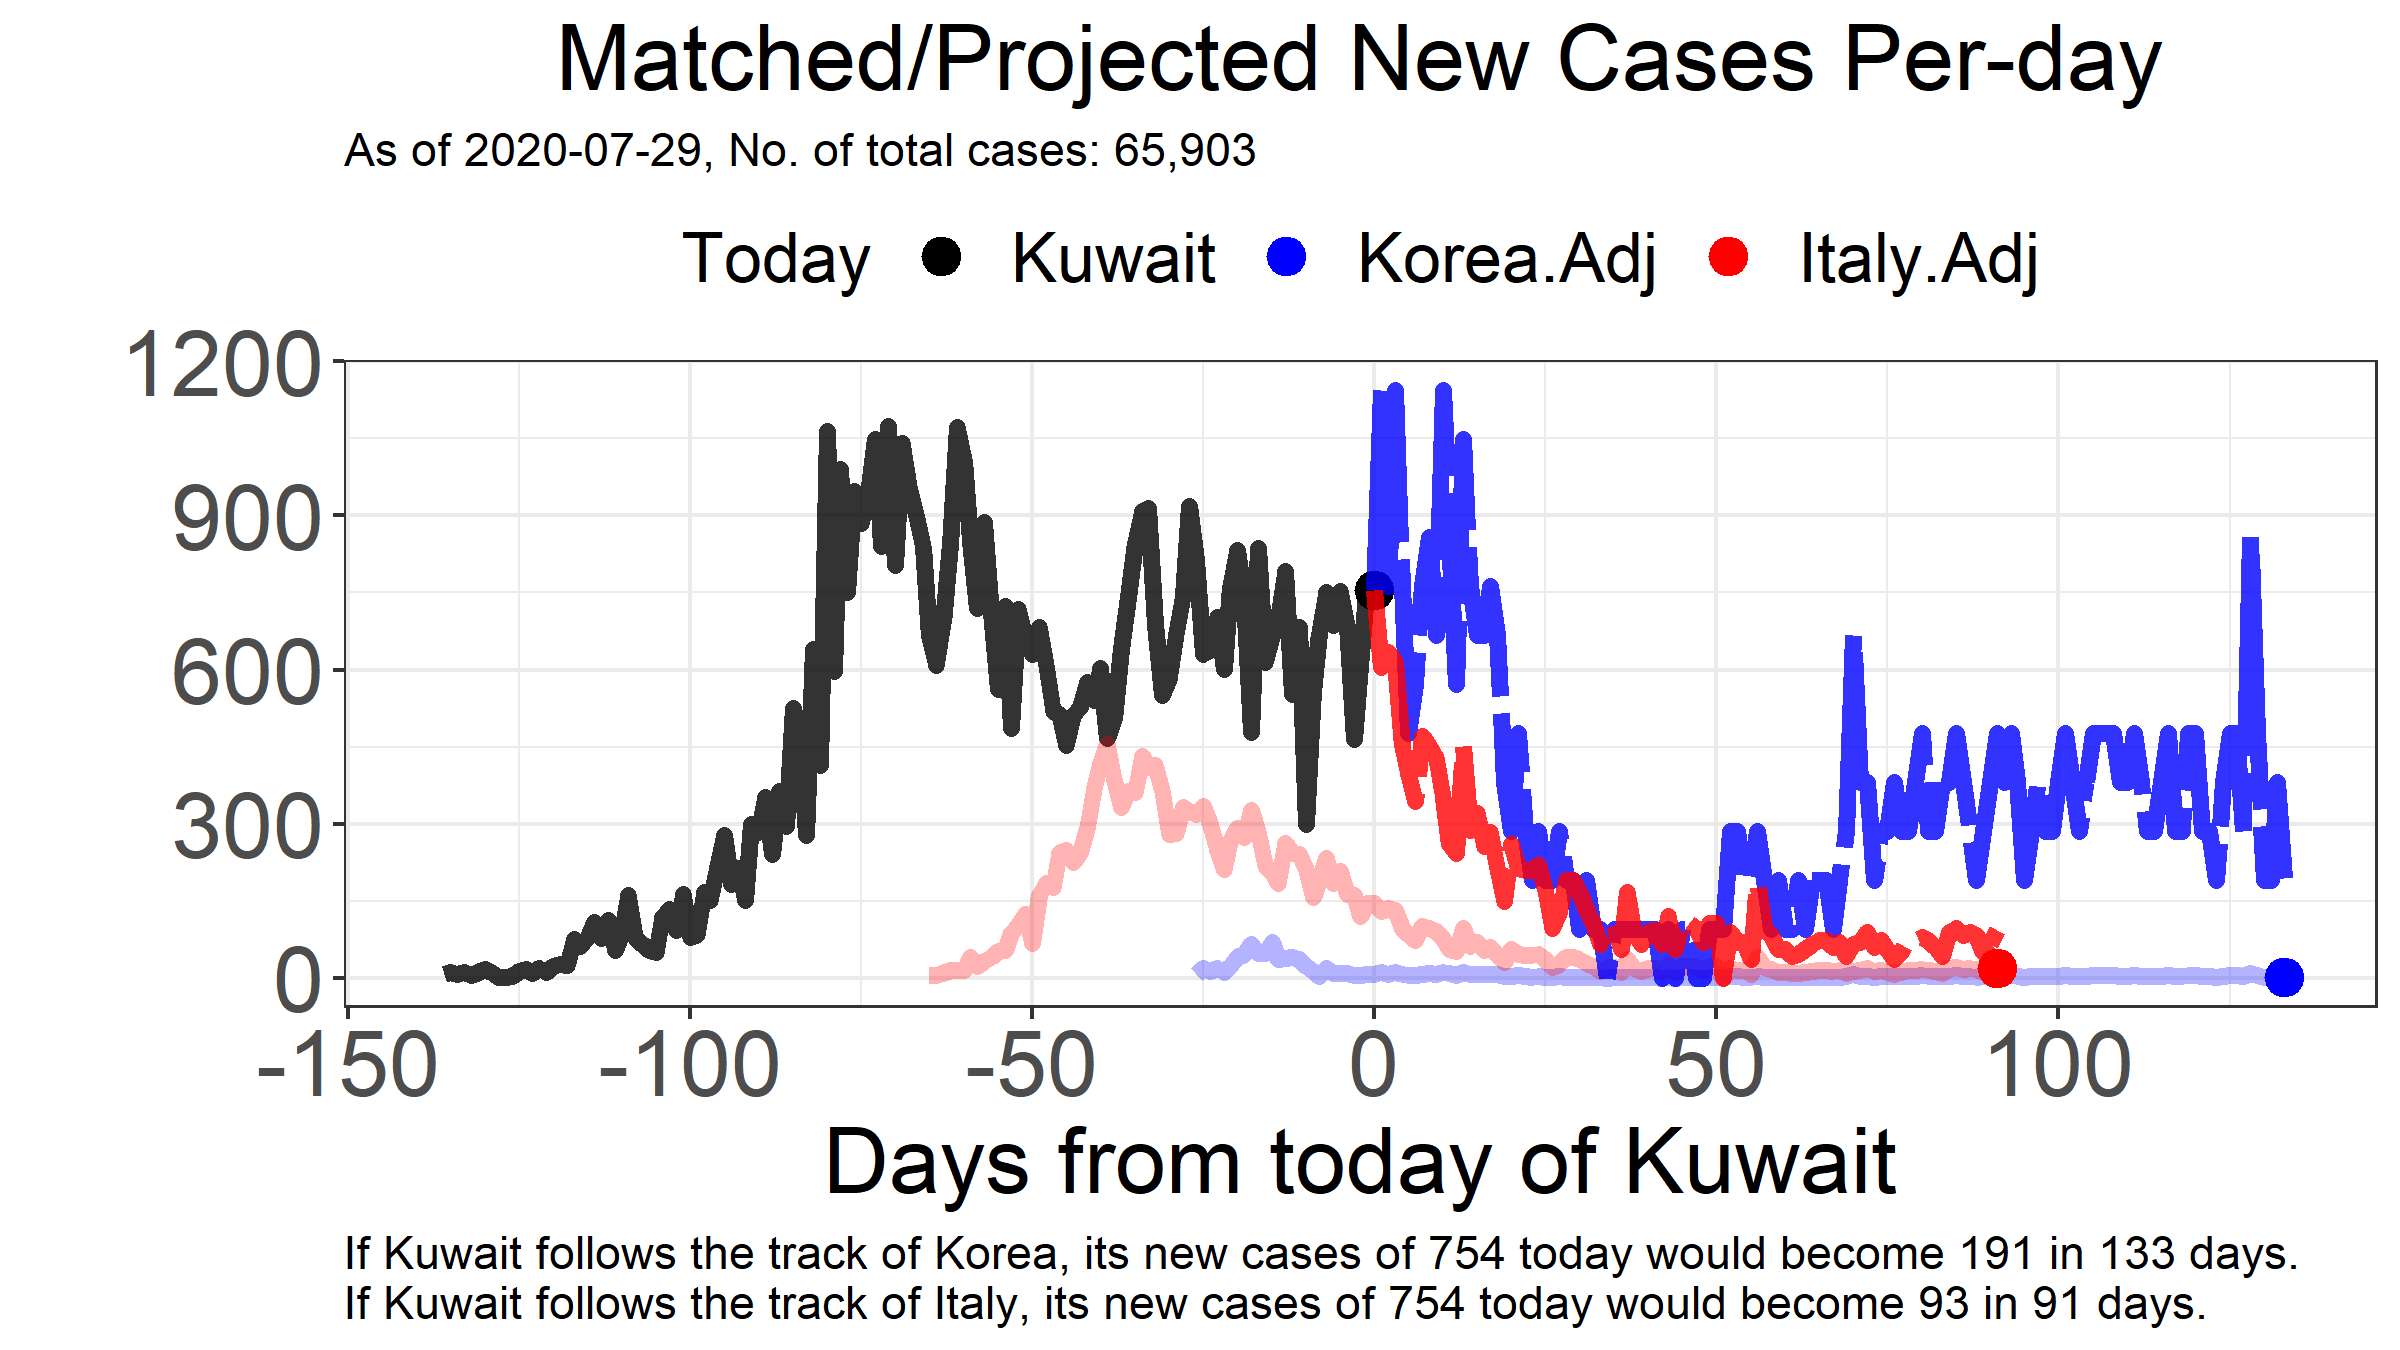 Matched/Projected New Cases Per-day
As of 2020-07-29, No. of total cases: 65,903
Today Kuwait Korea.Adj Italy.Adj
1200
900
600
300
0
-150 -100 -50 0 50 100
Days from today of Kuwait
If Kuwait follows the track of Korea, its new cases of 754 today would become 191 in 133 days.
If Kuwait follows the track of Italy, its new cases of 754 today would become 93 in 91 days.